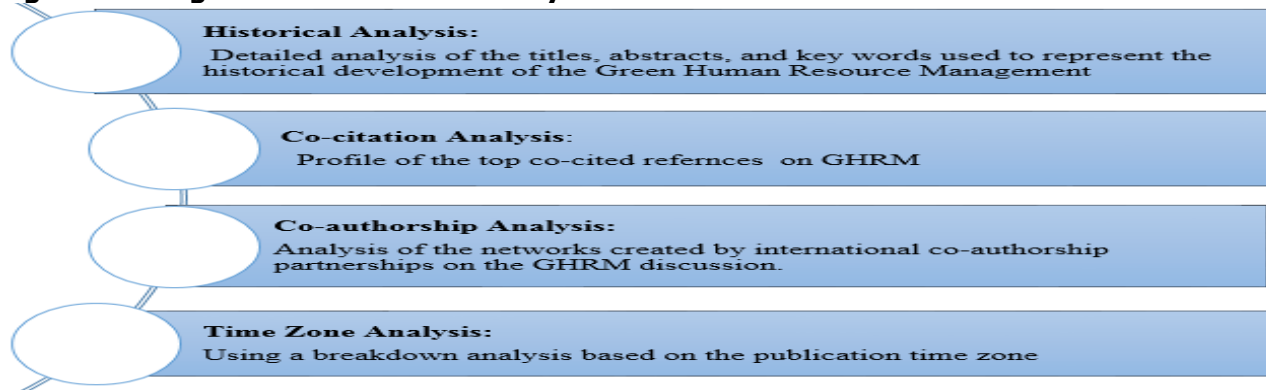 Historical Analysis:
Detailed analysis of the titles, abstracts, and key words used to represent the
historical development of the Green Human Resource Management
Co-citation Analysis:
Profile of the top co-cited refernces on GHRM
Co-authorship Analysis:
Analysis of the networks created by international co-authorship
partnerships on the GHRM discussion.
Time Zone Analysis:
Using a breakdown analysis based on the publication time zone